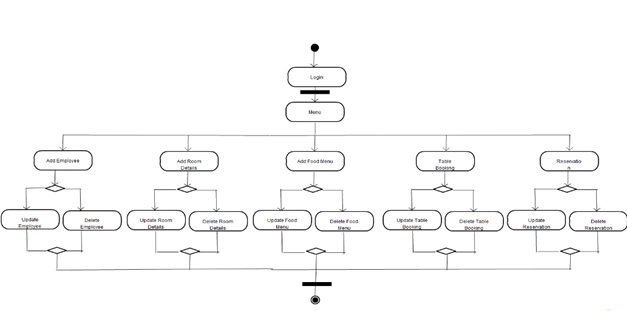 Login
Menu
Add Employee
Add Room
Details
Add Food Menu
Table
Booking
Reservatio
n
Update
Employee
Delete
Employee
Update Room
Details
Delete Room
Details
Update Food
Menu
Delete Food
Menu
Update Table
Booking
Delete Table
Booking
Update
Reservation
Delete
Reservation